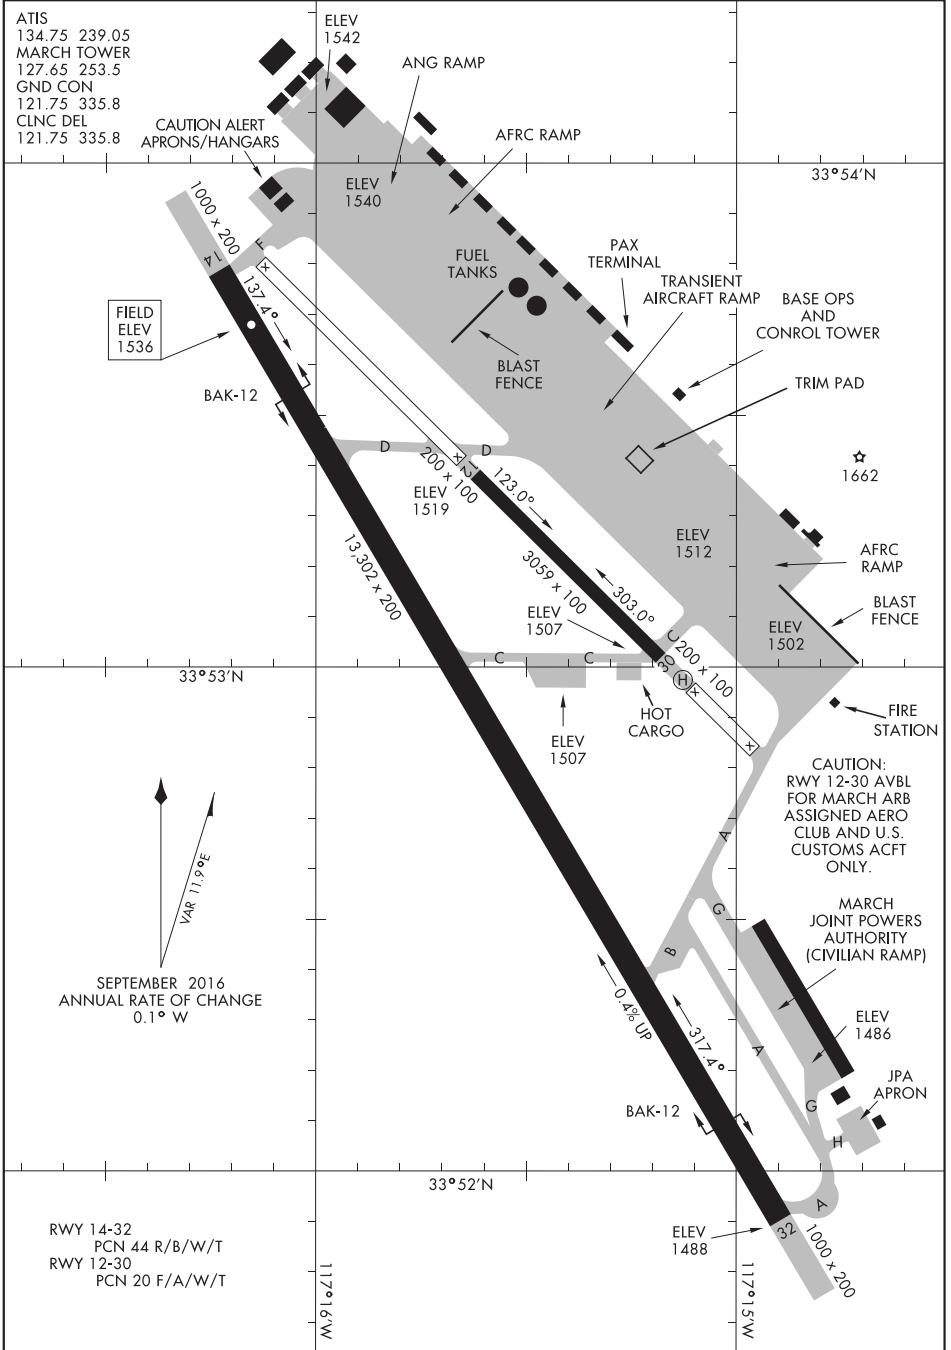 ATIS
134.75 239.05
MARCH TOWER
127.65 253.5
GND CON
121.75 335.8
CLNC DEL
121.75 335.8
ELEV
1542
ANG RAMP
CAUTION ALERT
APRONS/HANGARS
AFRC RAMP
33°54'N
ELEV
1540
1000 x 200
14
F
x
137.4°
FUEL
TANKS
PAX
TERMINAL
TRANSIENT
AIRCRAFT RAMP
BASE OPS
AND
CONROL TOWER
FIELD
ELEV
1536
BLAST
FENCE
TRIM PAD
BAK-12
D
D
x
200 x 100
12
1662
ELEV
1519
123.0°
ELEV
1512
13,302 x 200
3059 x 100
AFRC
RAMP
303.0°
ELEV
1507
BLAST
FENCE
ELEV
1502
C
C
C
30
200 x 100
33°53'N
H
x
x
HOT
CARGO
ELEV
1507
FIRE
STATION
CAUTION:
RWY 12-30 AVBL
FOR MARCH ARB
ASSIGNED AERO
CLUB AND U.S.
CUSTOMS ACFT
ONLY.
A
VAR 11.9°E
G
MARCH
JOINT POWERS
AUTHORITY
(CIVILIAN RAMP)
B
SEPTEMBER 2016
ANNUAL RATE OF CHANGE
0.1° W
0.4% UP
317.4°
A
ELEV
1486
JPA
APRON
BAK-12
G
H
33°52'N
A
RWY 14-32
PCN 44 R/B/W/T
RWY 12-30
PCN 20 F/A/W/T
ELEV
1488
32
1000 x 200
117°16'W
117°15'W